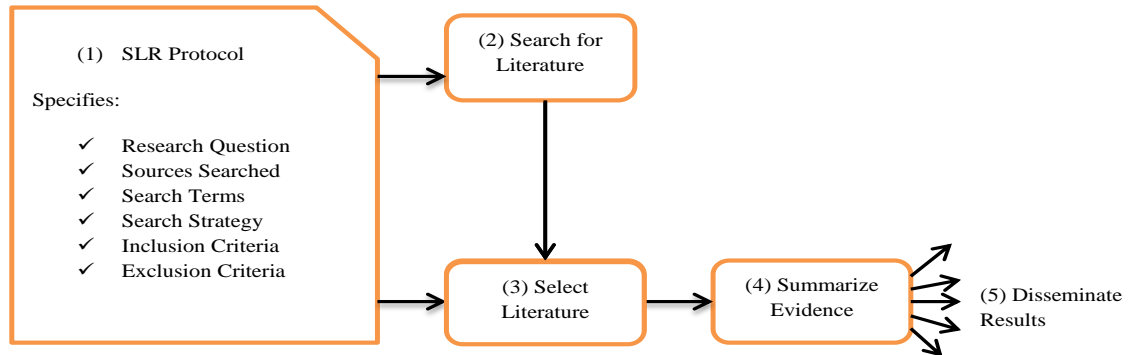 (1) SLR Protocol
Specifies:
✓ Research Question
✓ Sources Searched
✓ Search Terms
✓ Search Strategy
✓ Inclusion Criteria
✓ Exclusion Criteria
(2) Search for
Literature
(3) Select
Literature
(4) Summarize
Evidence
(5) Disseminate
Results